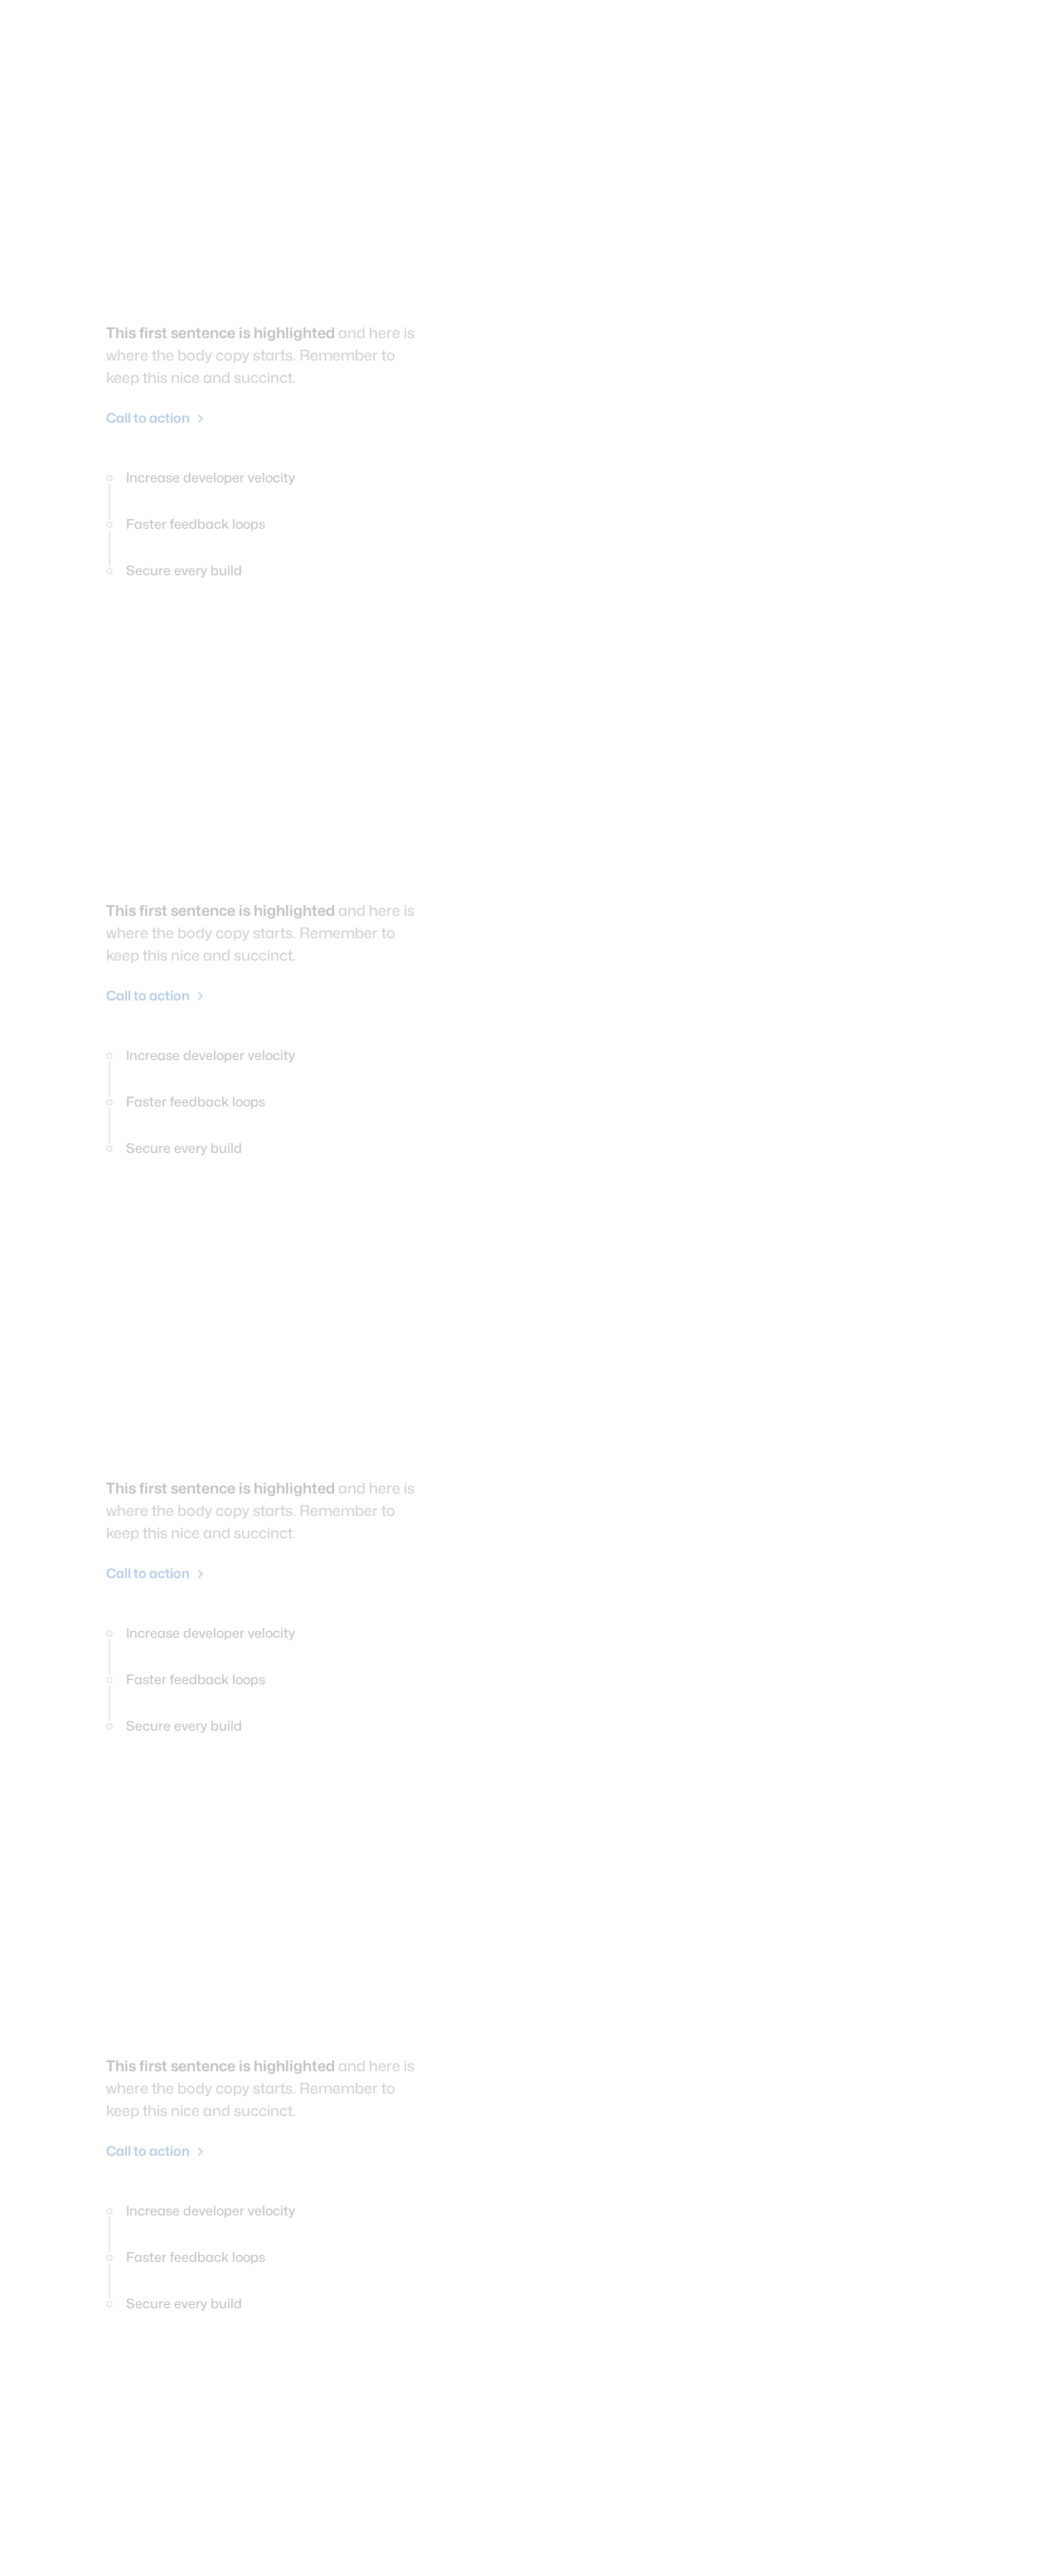 This first sentence is highlighted and here is
where the body copy starts. Remember to
keep this nice and succinct.
Call to action
Increase developer velocity
Faster feedback loops
Secure every build
This first sentence is highlighted and here is
where the body copy starts. Remember to
keep this nice and succinct.
Call to action
Increase developer velocity
Faster feedback loops
Secure every build
This first sentence is highlighted and here is
where the body copy starts. Remember to
keep this nice and succinct.
Call to action
Increase developer velocity
Faster feedback loops
Secure every build
This first sentence is highlighted and here is
where the body copy starts. Remember to
keep this nice and succinct.
Call to action
Increase developer velocity
Faster feedback loops
Secure every build